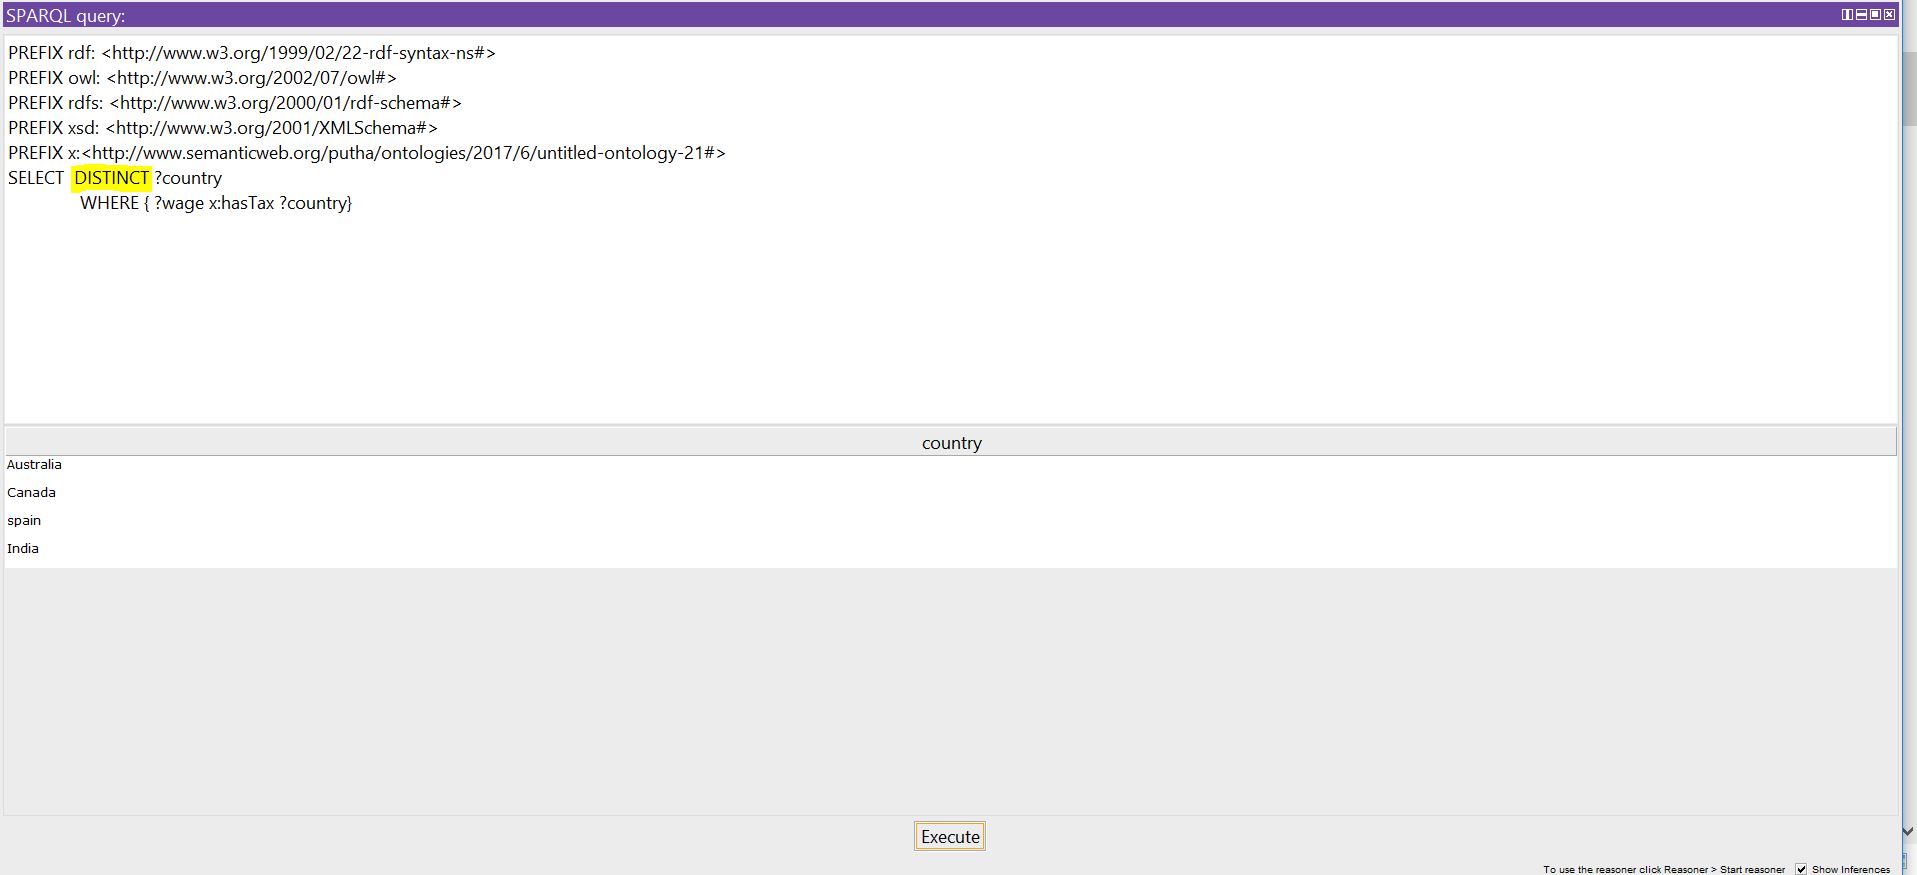 SPARQL query:
PREFIX rdf: <http://www.w3.org/1999/02/22-rdf-syntax-ns#>
PREFIX owl: <http://www.w3.org/2002/07/owl#>
PREFIX rdfs: <http://www.w3.org/2000/01/rdf-schema#>
PREFIX xsd: <http://www.w3.org/2001/XMLSchema#>
PREFIX x:<http://www.semanticweb.org/putha/ontologies/2017/6/untitled-ontology-21#>
SELECT DISTINCT ?country
WHERE { ?wage x:hasTax ?country}
country
Australia
Canada
spain
India
Execute
To use the reasoner click Reasoner > Start reasoner Show Inferences